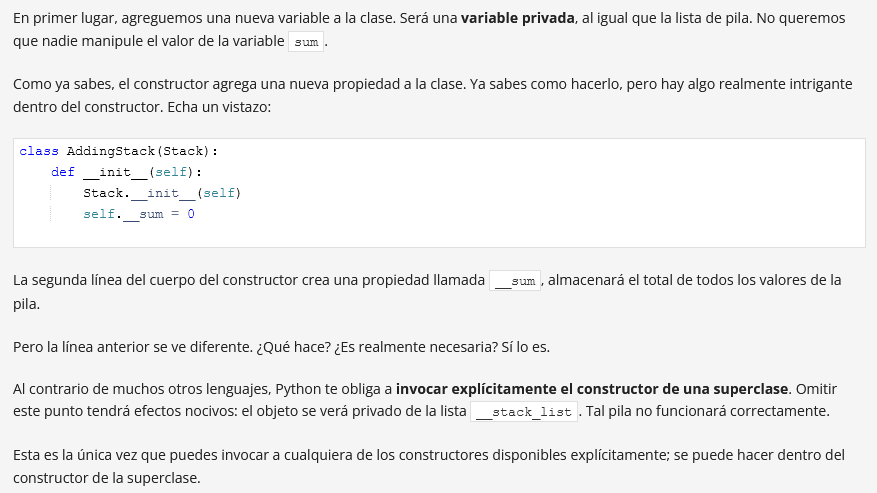 En primer lugar, agreguemos una nueva variable a la clase. Será una variable privada, al igual que la lista de pila. No queremos
que nadie manipule el valor de la variable sum.
Como ya sabes, el constructor agrega una nueva propiedad a la clase. Ya sabes como hacerlo, pero hay algo realmente intrigante
dentro del constructor. Echa un vistazo:
class AddingStack(Stack):
    def __init__(self):
        Stack.__init__(self)
        self.__sum = 0
La segunda línea del cuerpo del constructor crea una propiedad llamada __sum, almacenará el total de todos los valores de la
pila.
Pero la línea anterior se ve diferente. ¿Qué hace? ¿Es realmente necesaria? Sí lo es.
Al contrario de muchos otros lenguajes, Python te obliga a invocar explícitamente el constructor de una superclase. Omitir
este punto tendrá efectos nocivos: el objeto se verá privado de la lista __stack_list. Tal pila no funcionará correctamente.
Esta es la única vez que puedes invocar a cualquiera de los constructores disponibles explícitamente; se puede hacer dentro del
constructor de la superclase.